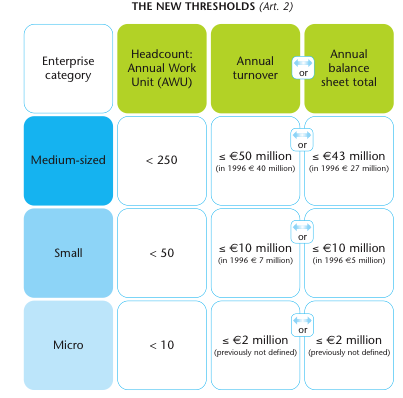 THE NEW THRESHOLDS (Art. 2)
Enterprise
category
Headcount:
Annual Work
Unit (AWU)
Annual
turnover
or
Annual
balance
sheet total
Medium-sized
< 250
≤ €50 million
(in 1996 € 40 million)
or
≤ €43 million
(in 1996 € 27 million)
Small
< 50
≤ €10 million
(in 1996 € 7 million)
or
≤ €10 million
(in 1996 €5 million)
Micro
< 10
≤ €2 million
(previously not defined)
or
≤ €2 million
(previously not defined)